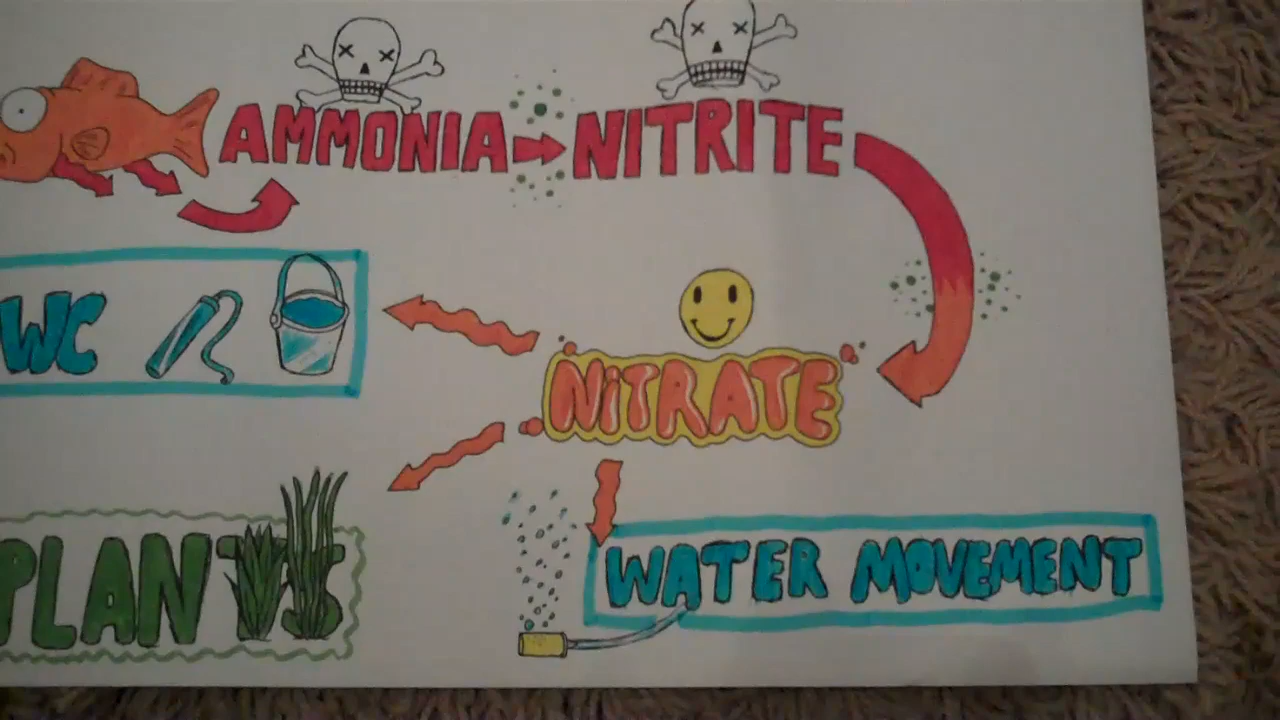 AMMONIA NITRITE
WC
NiTRATE
PLANTS
WATER MOVEMENT